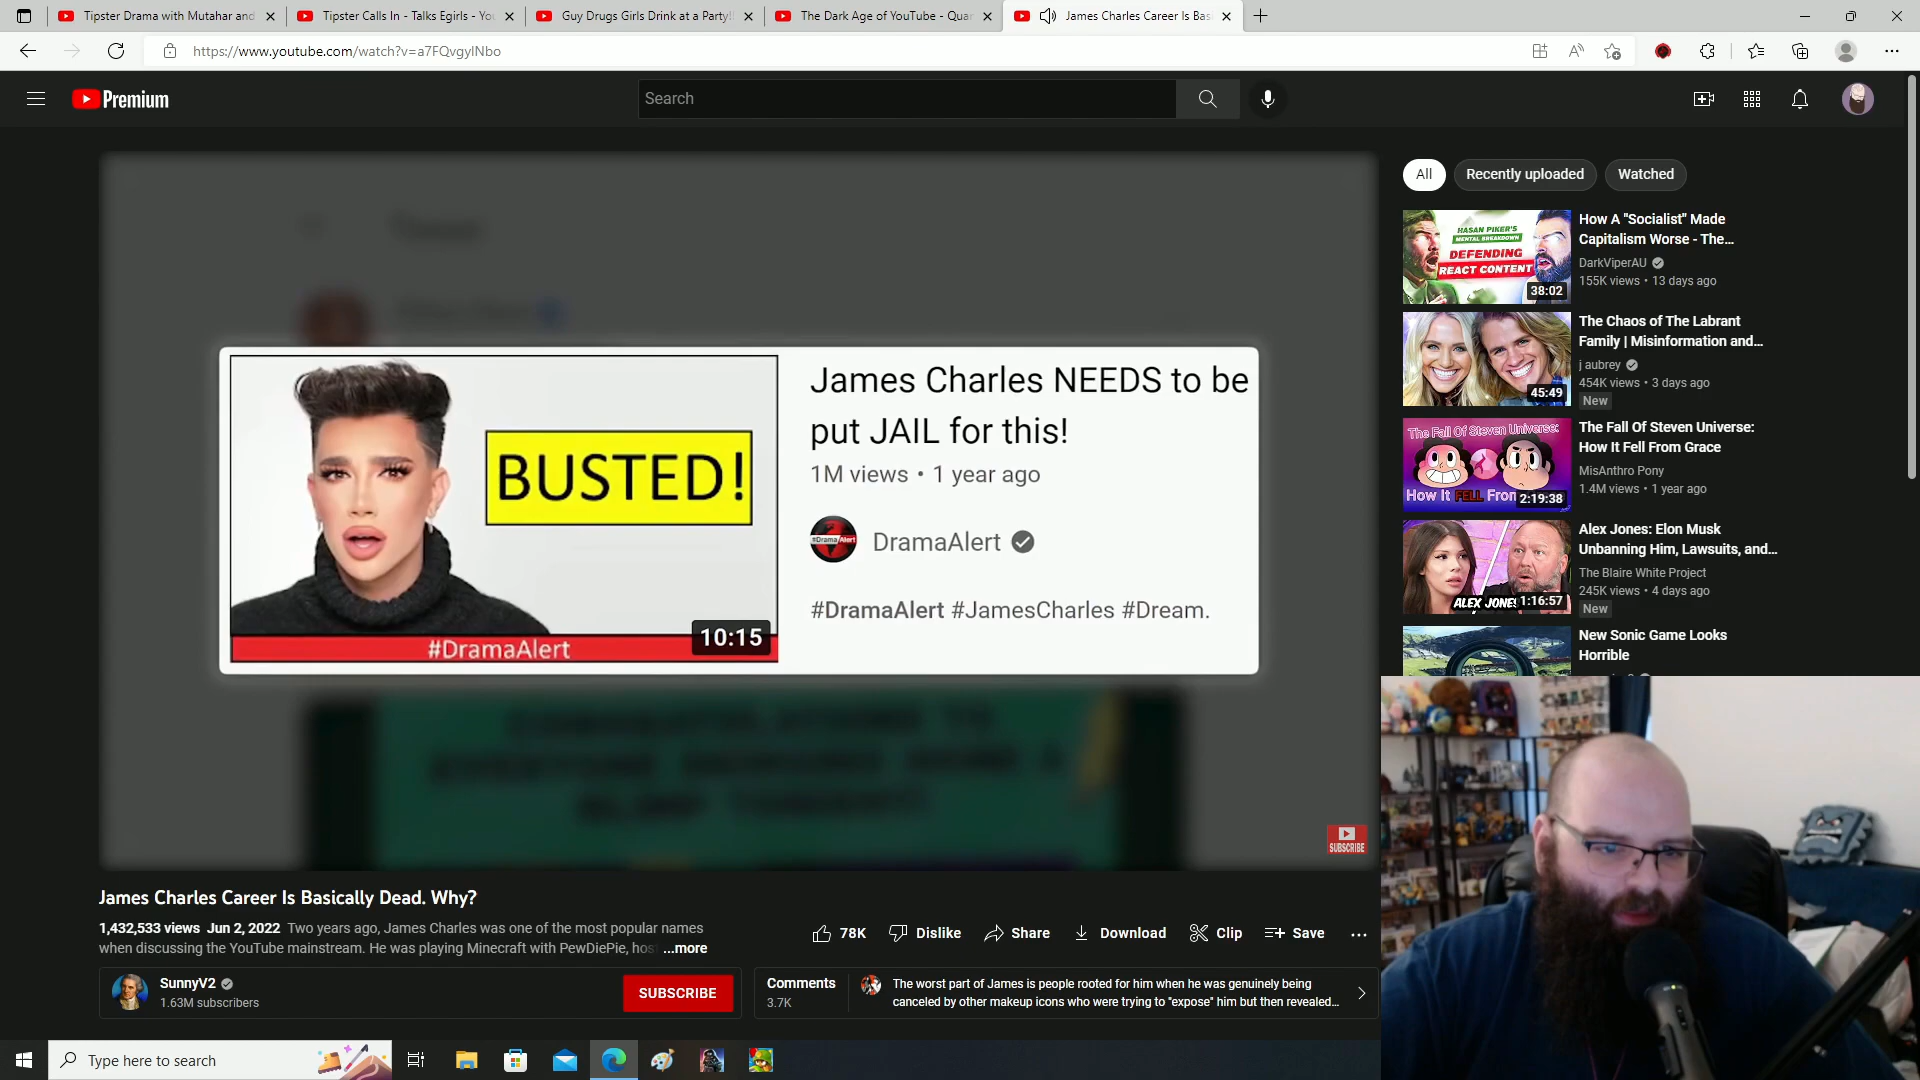 Tipster Drama with Mutahar and
Tipster Calls In - Talks Egirls - You
Guy Drugs Girls Drink at a Party!
The Dark Age of YouTube - Quan
James Charles Career Is Bas
https://www.youtube.com/watch?v=a7FQvgyINbo
Premium
Search
All
Recently uploaded
Watched
HASAN PIKER'S
MENTAL BREAKDOWN
DEFENDING
REACT CONTENT
38:02
How A "Socialist" Made
Capitalism Worse - The...
DarkViperAU
155K views • 13 days ago
45:49
The Chaos of The Labrant
Family | Misinformation and...
j aubrey
454K views • 3 days ago
New
The Fall Of Steven Universe:
How It FELL From
2:19:38
The Fall Of Steven Universe:
How It Fell From Grace
MisAnthro Pony
1.4M views • 1 year ago
ALEX JONES
1:16:57
Alex Jones: Elon Musk
Unbanning Him, Lawsuits, and...
The Blaire White Project
245K views • 4 days ago
New
New Sonic Game Looks
Horrible
BUSTED!
#DramaAlert
10:15
James Charles NEEDS to be
put JAIL for this!
1M views • 1 year ago
#DramaAlert
DramaAlert
#DramaAlert #JamesCharles #Dream.
CONGRATULATIONS TO
SUBSCRIBE
James Charles Career Is Basically Dead. Why?
1,432,533 views Jun 2, 2022 Two years ago, James Charles was one of the most popular names
when discussing the YouTube mainstream. He was playing Minecraft with PewDiePie, hos ...more
78K
Dislike
Share
Download
Clip
Save
SunnyV2
1.63M subscribers
SUBSCRIBE
Comments
3.7K
The worst part of James is people rooted for him when he was genuinely being
canceled by other makeup icons who were trying to "expose" him but then revealed...
Type here to search